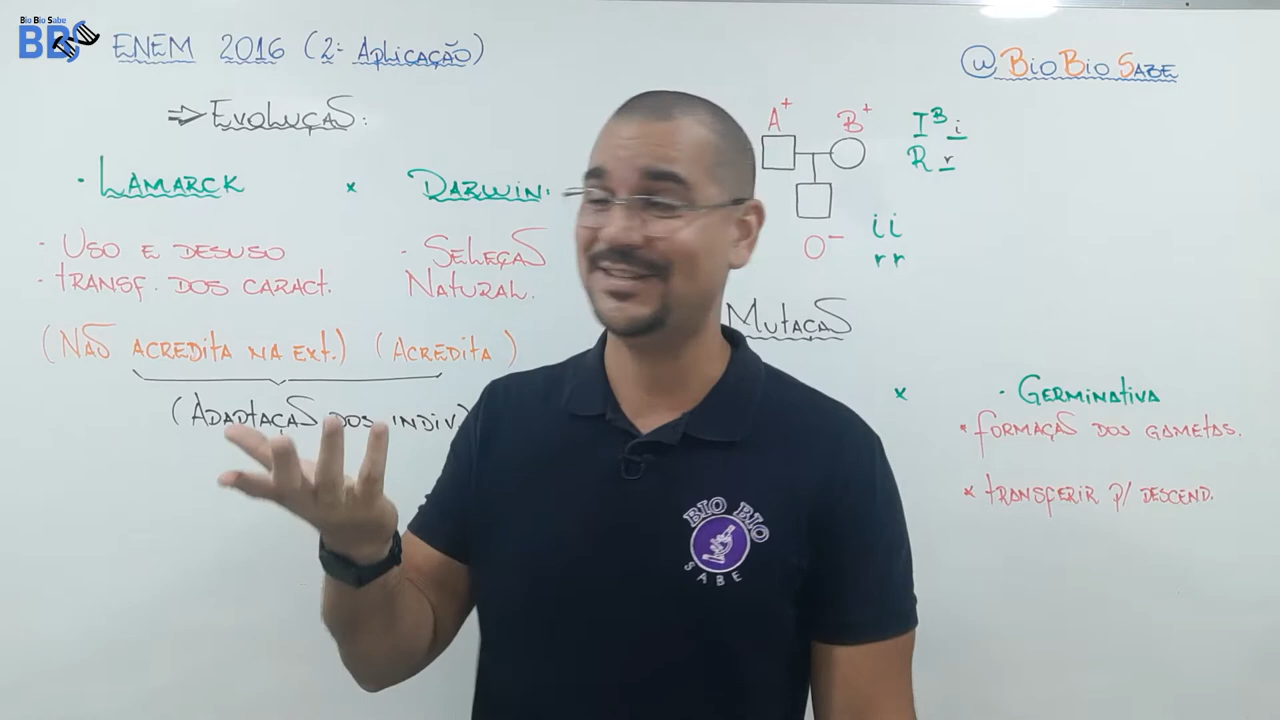 Bio Bio Sabe
BBS
ENEM 2016 (2ª Aplicação)
@BioBio Sabe
⇒ Evolução:
· Lamarck x Darwin:
- Uso e desuso
- transf. dos caract.
- Seleção
Natural.
(Não acredita na ext.) (Acredita)
(Adaptação dos indiv)
A+ B+
I^B i
R r
O-
ii
rr
Mutação
x · Germinativa
* formação dos gametas.
* transferir p/ descend.
BIO BIO
SABE